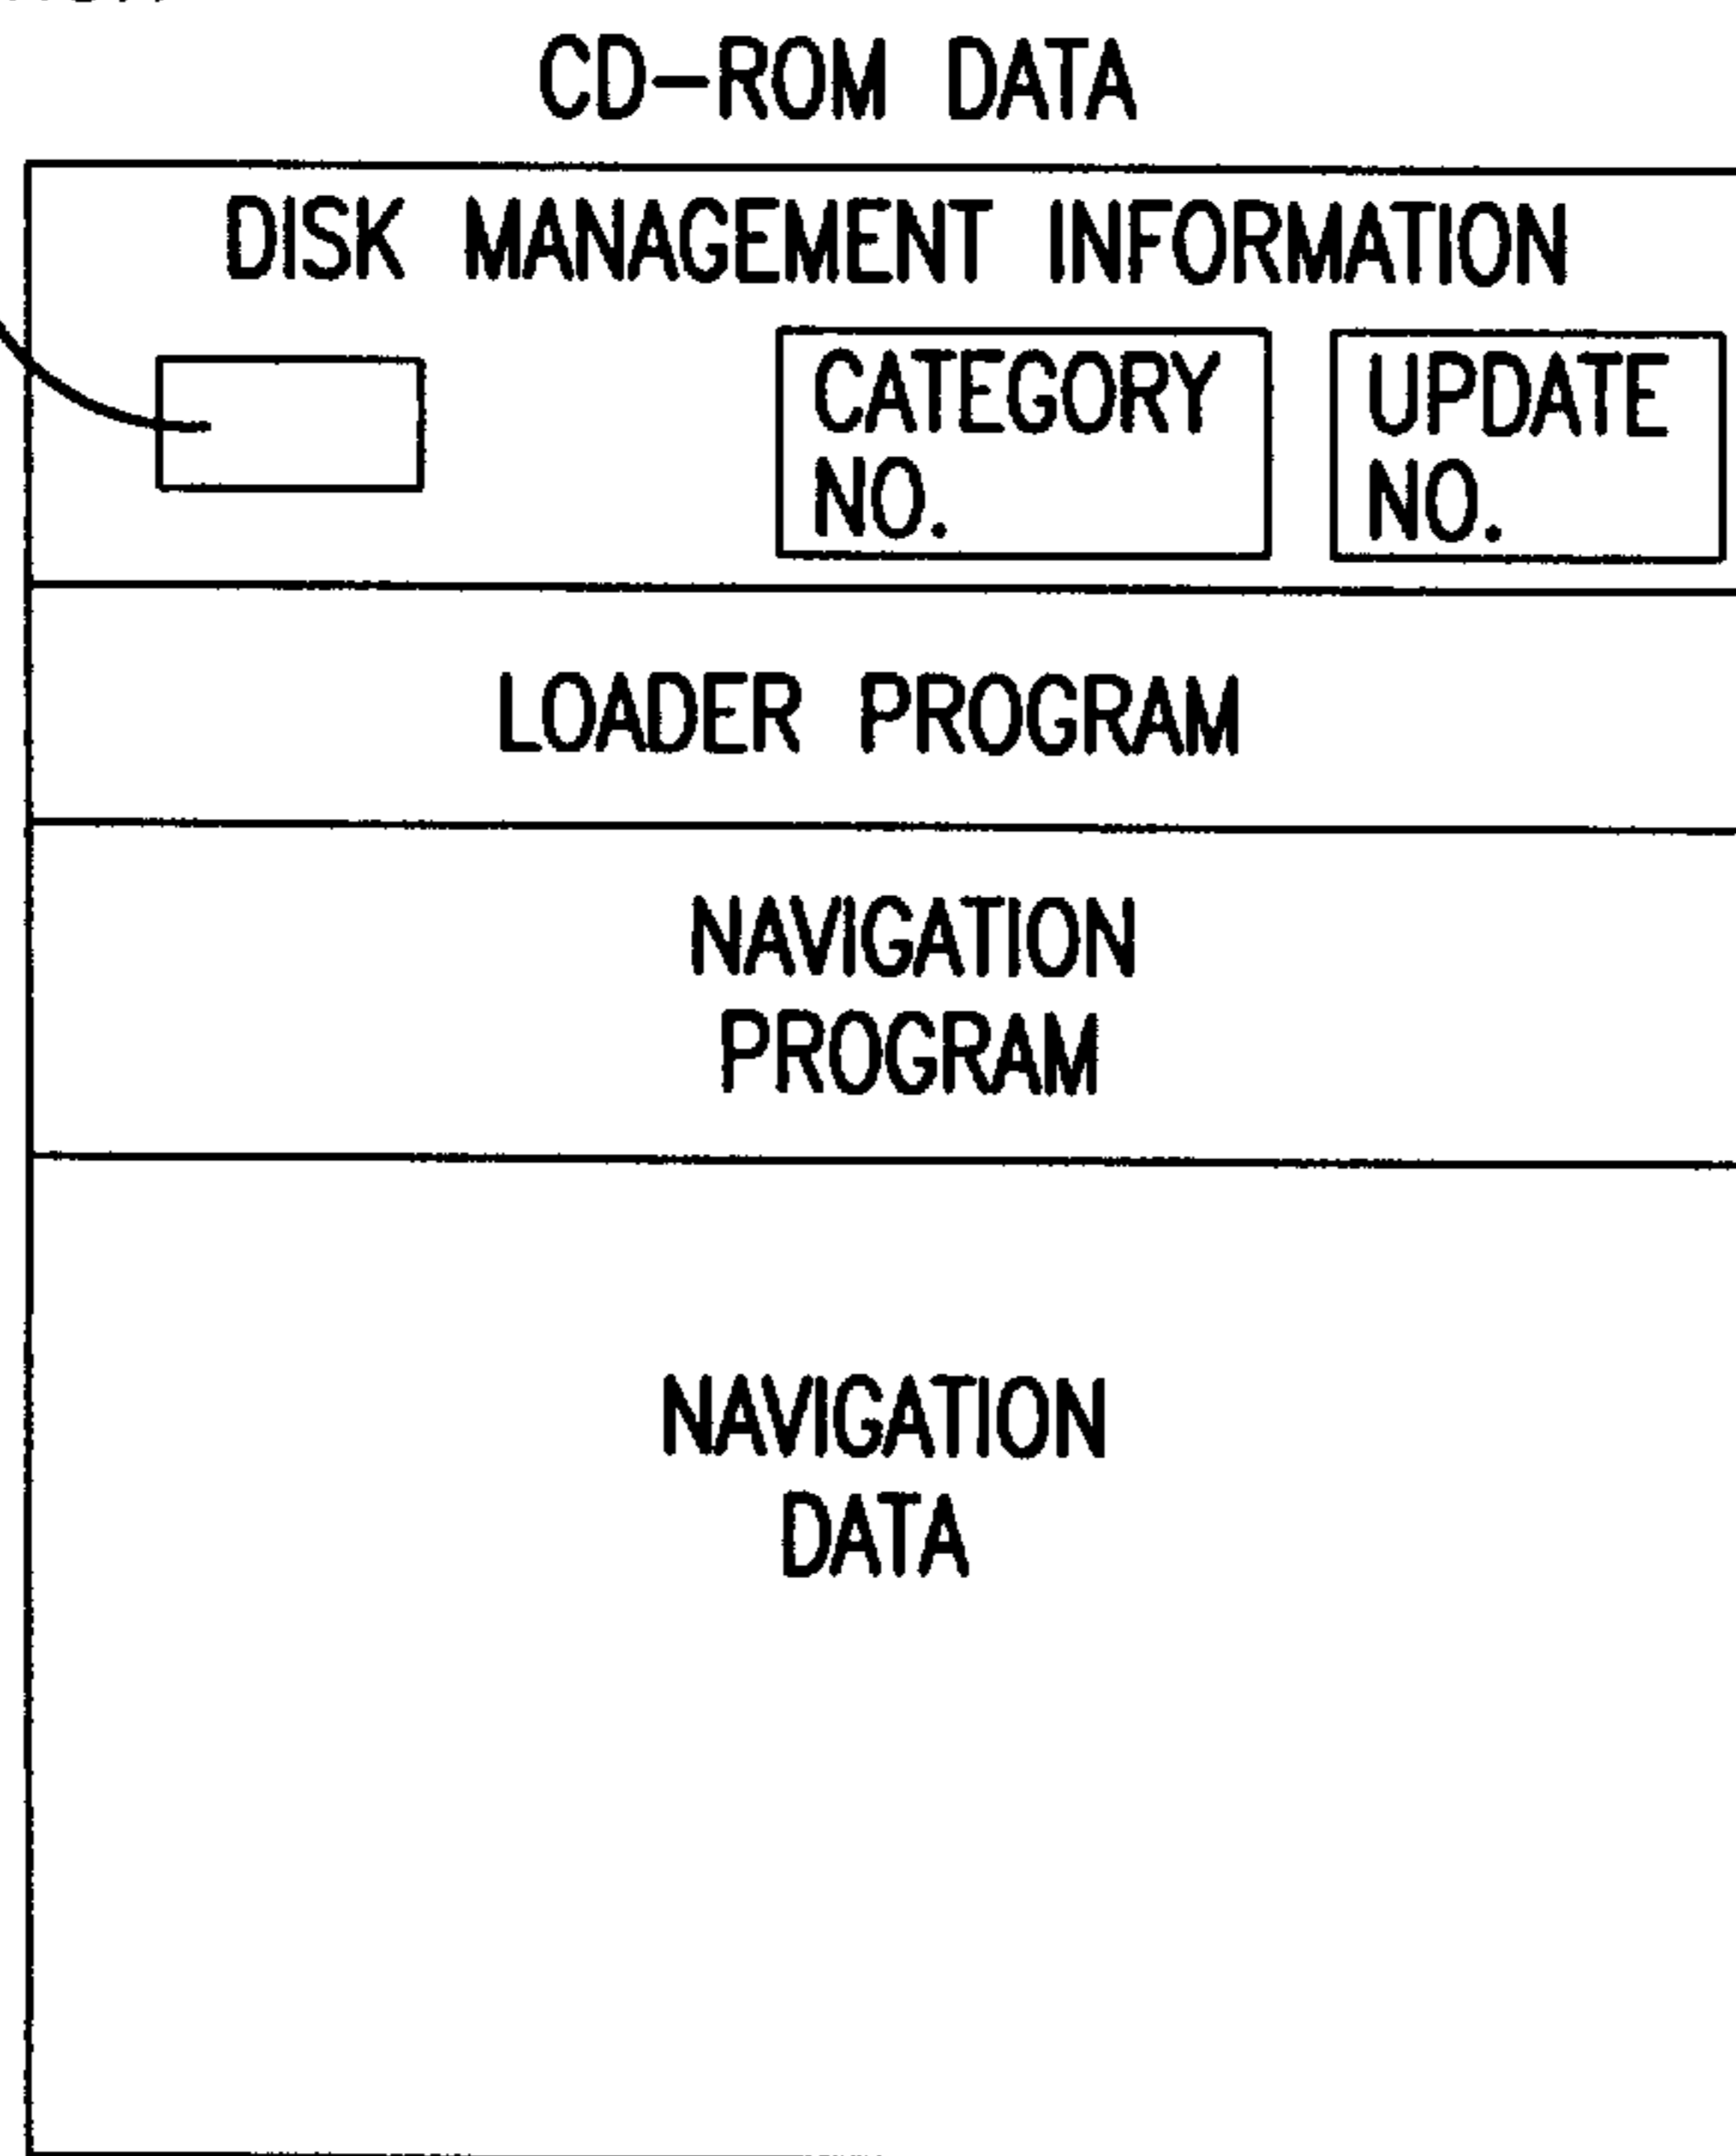 CD-ROM DATA
DISK MANAGEMENT INFORMATION
CATEGORY
NO.
UPDATE
NO.
LOADER PROGRAM
NAVIGATION
PROGRAM
NAVIGATION
DATA